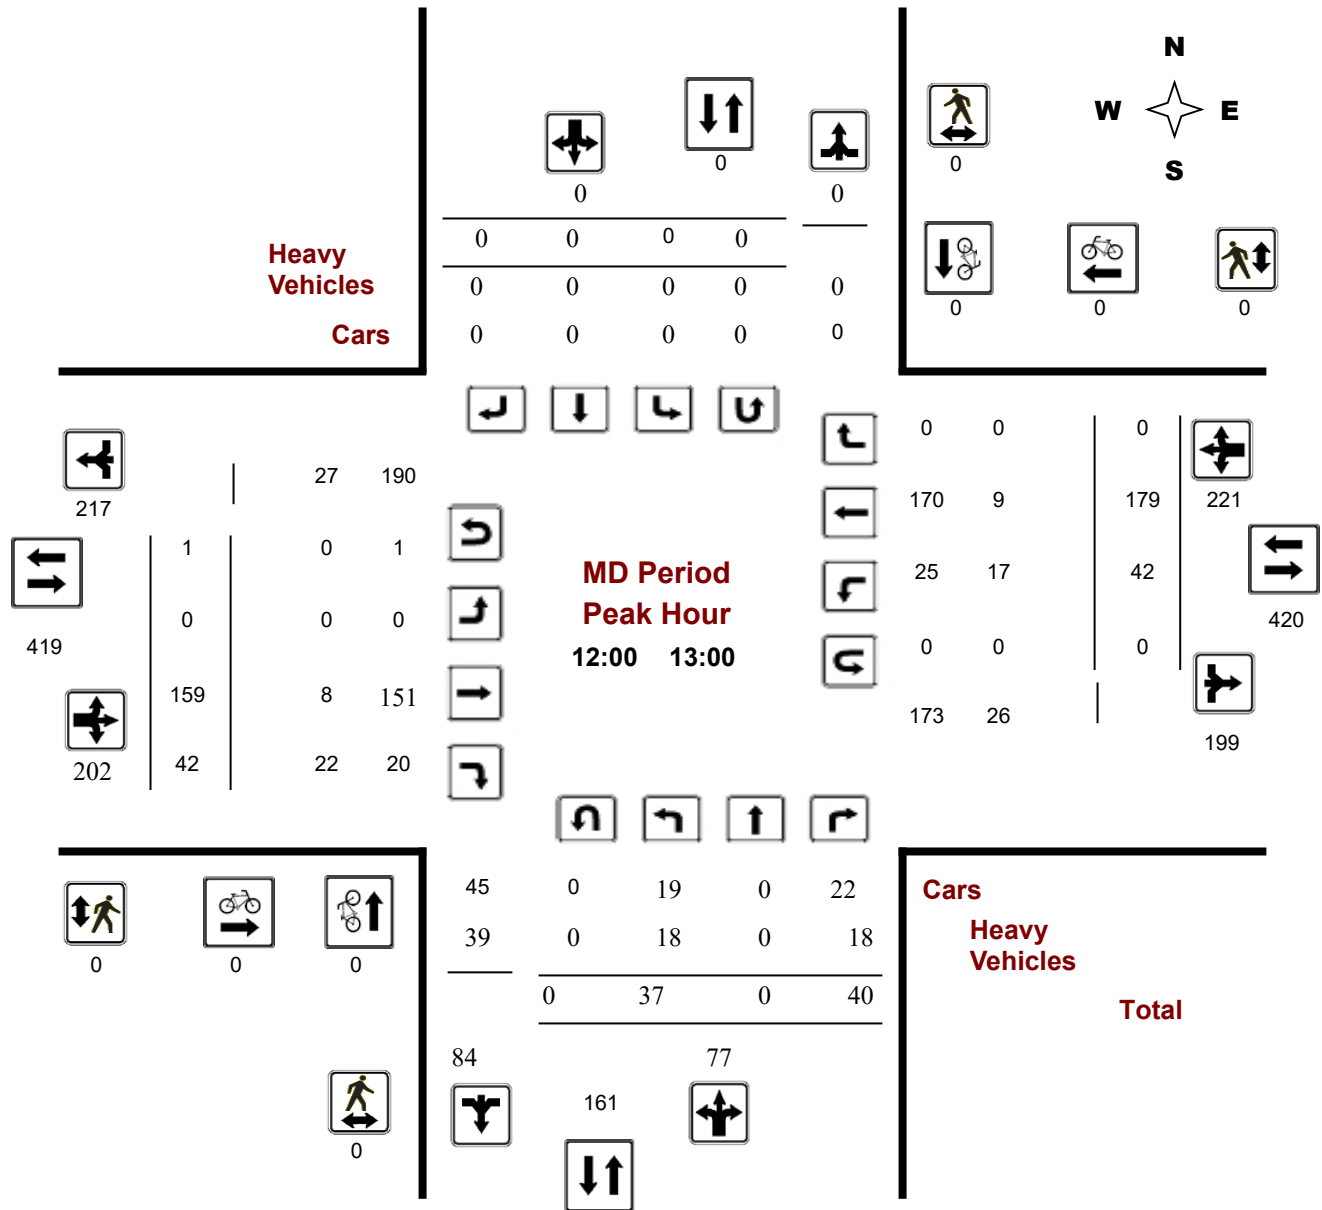 N
W E
S
0
0
0
0 0
0 0 0 0
Heavy
Vehicles
0 0 0 0 0
Cars
0 0 0 0 0
0 0 0
217
27 190
1 0 1
419
0 0 0
159 8 151
202
42 22 20
MD Period
Peak Hour
12:00 13:00
0 0 0
170 9 179 221
25 17 42
420
0 0 0
173 26
199
45 0 19 0 22
39 0 18 0 18
0 37 0 40
84 77
161
Cars
Heavy
Vehicles
Total
0 0 0
0